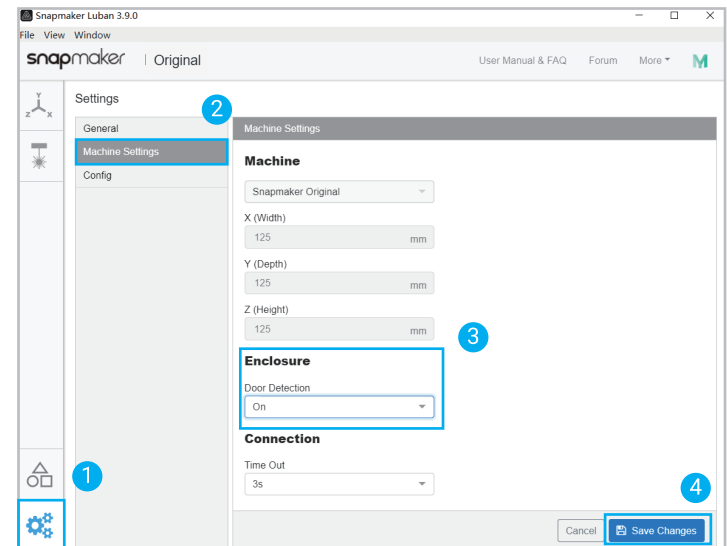 Snapmaker Luban 3.9.0
File View Window
snapmaker | Original
User Manual & FAQ Forum More
M
Y
Z X
Settings
2
General
Machine Settings
Config
Machine Settings
Machine
Snapmaker Original
X (Width)
125 mm
Y (Depth)
125 mm
Z (Height)
125 mm
3
Enclosure
Door Detection
On
Connection
Time Out
3s
1
4
Cancel Save Changes